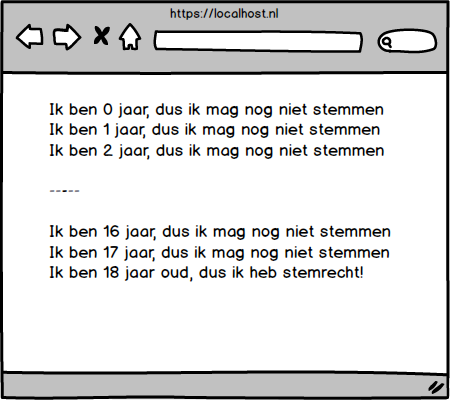 https://localhost.nl
Ik ben 0 jaar, dus ik mag nog niet stemmen
Ik ben 1 jaar, dus ik mag nog niet stemmen
Ik ben 2 jaar, dus ik mag nog niet stemmen
-----
Ik ben 16 jaar, dus ik mag nog niet stemmen
Ik ben 17 jaar, dus ik mag nog niet stemmen
Ik ben 18 jaar oud, dus ik heb stemrecht!